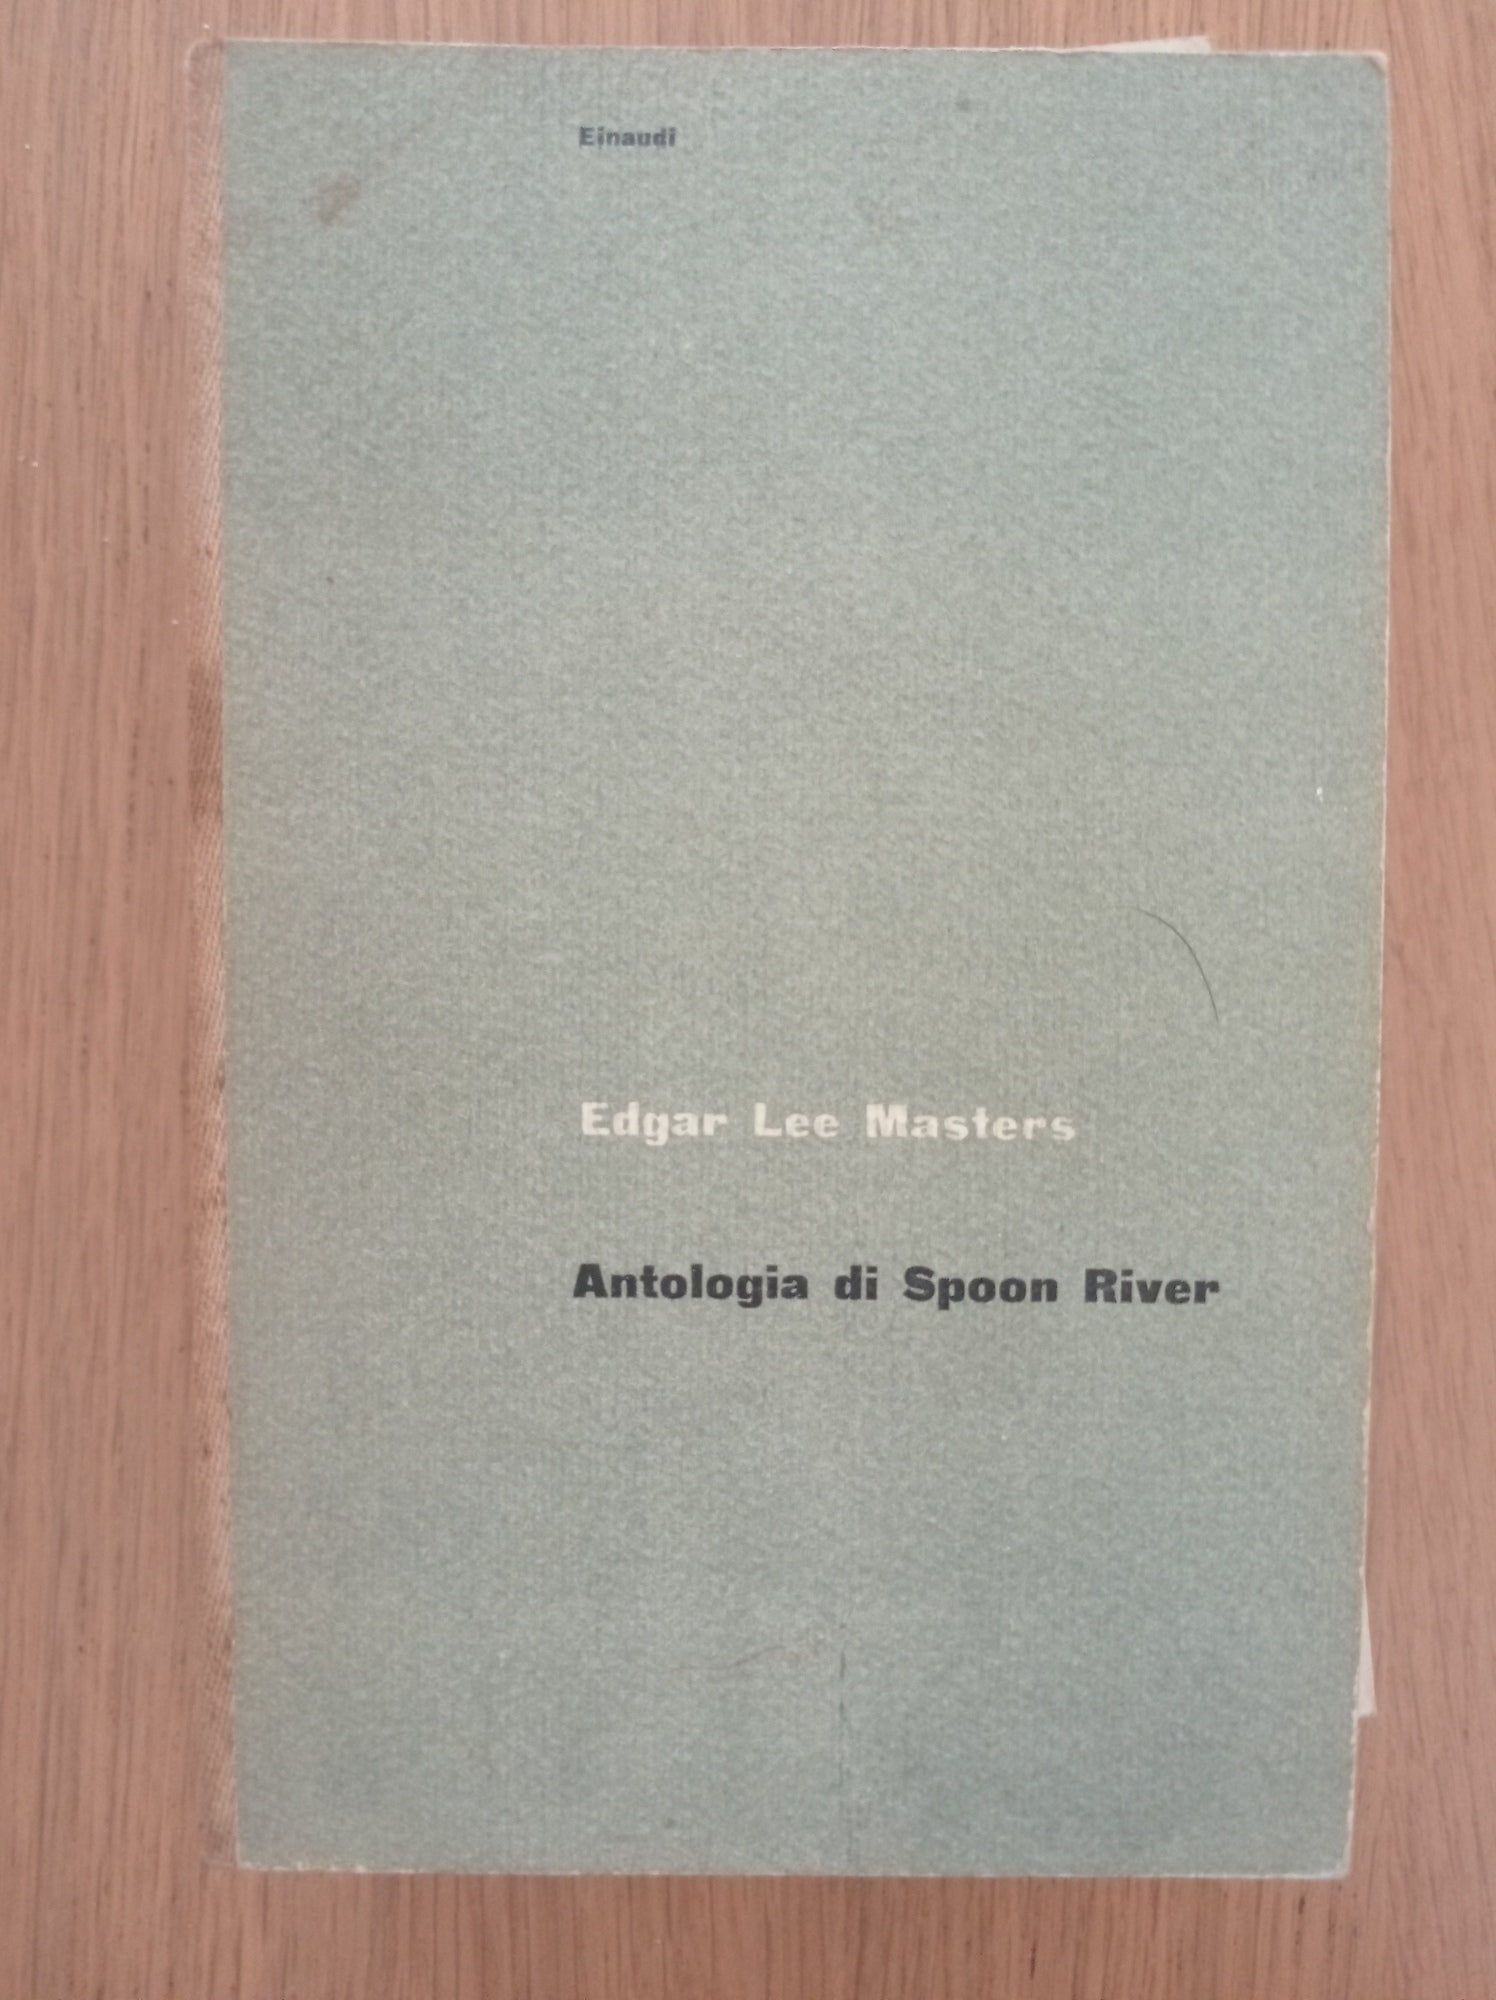 Einaudi
Edgar Lee Masters
Antologia di Spoon River